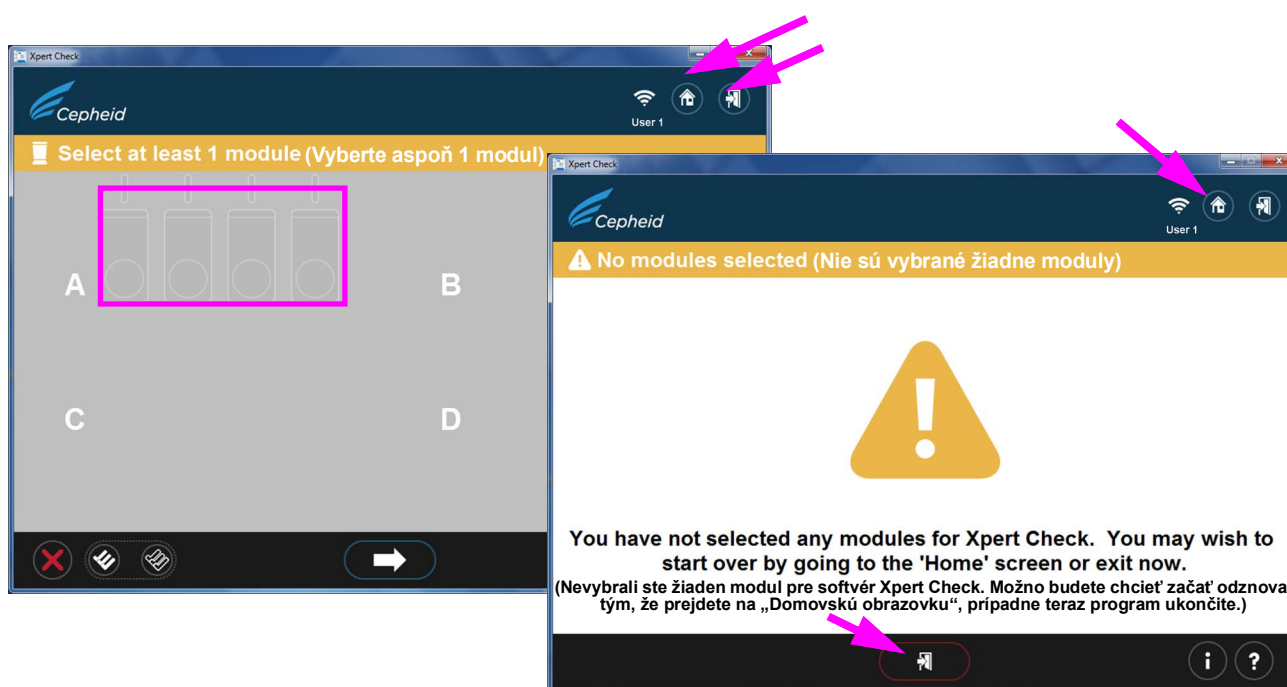 Xpert Check
Cepheid
User 1
Select at least 1 module (Vyberte aspoň 1 modul)
A
B
C
D
Xpert Check
Cepheid
User 1
No modules selected (Nie sú vybrané žiadne moduly)
You have not selected any modules for Xpert Check. You may wish to
start over by going to the 'Home' screen or exit now.
(Nevybrali ste žiaden modul pre softvér Xpert Check. Možno budete chcieť začať odznova
tým, že prejdete na „Domovskú obrazovku“, prípadne teraz program ukončite.)
i
?